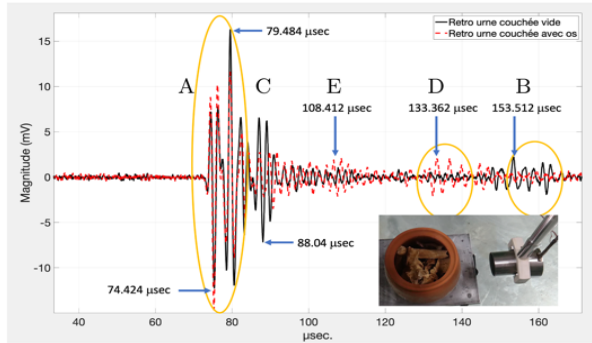 79.484 µsec
Retro urne couchée vide
Retro urne couchée avec os
A
C
E
D
B
108.412 µsec
133.362 µsec
153.512 µsec
Magnitude (mV)
15
10
5
0
-5
-10
88.04 µsec
74.424 µsec
40
60
80
100
120
140
160
µsec.